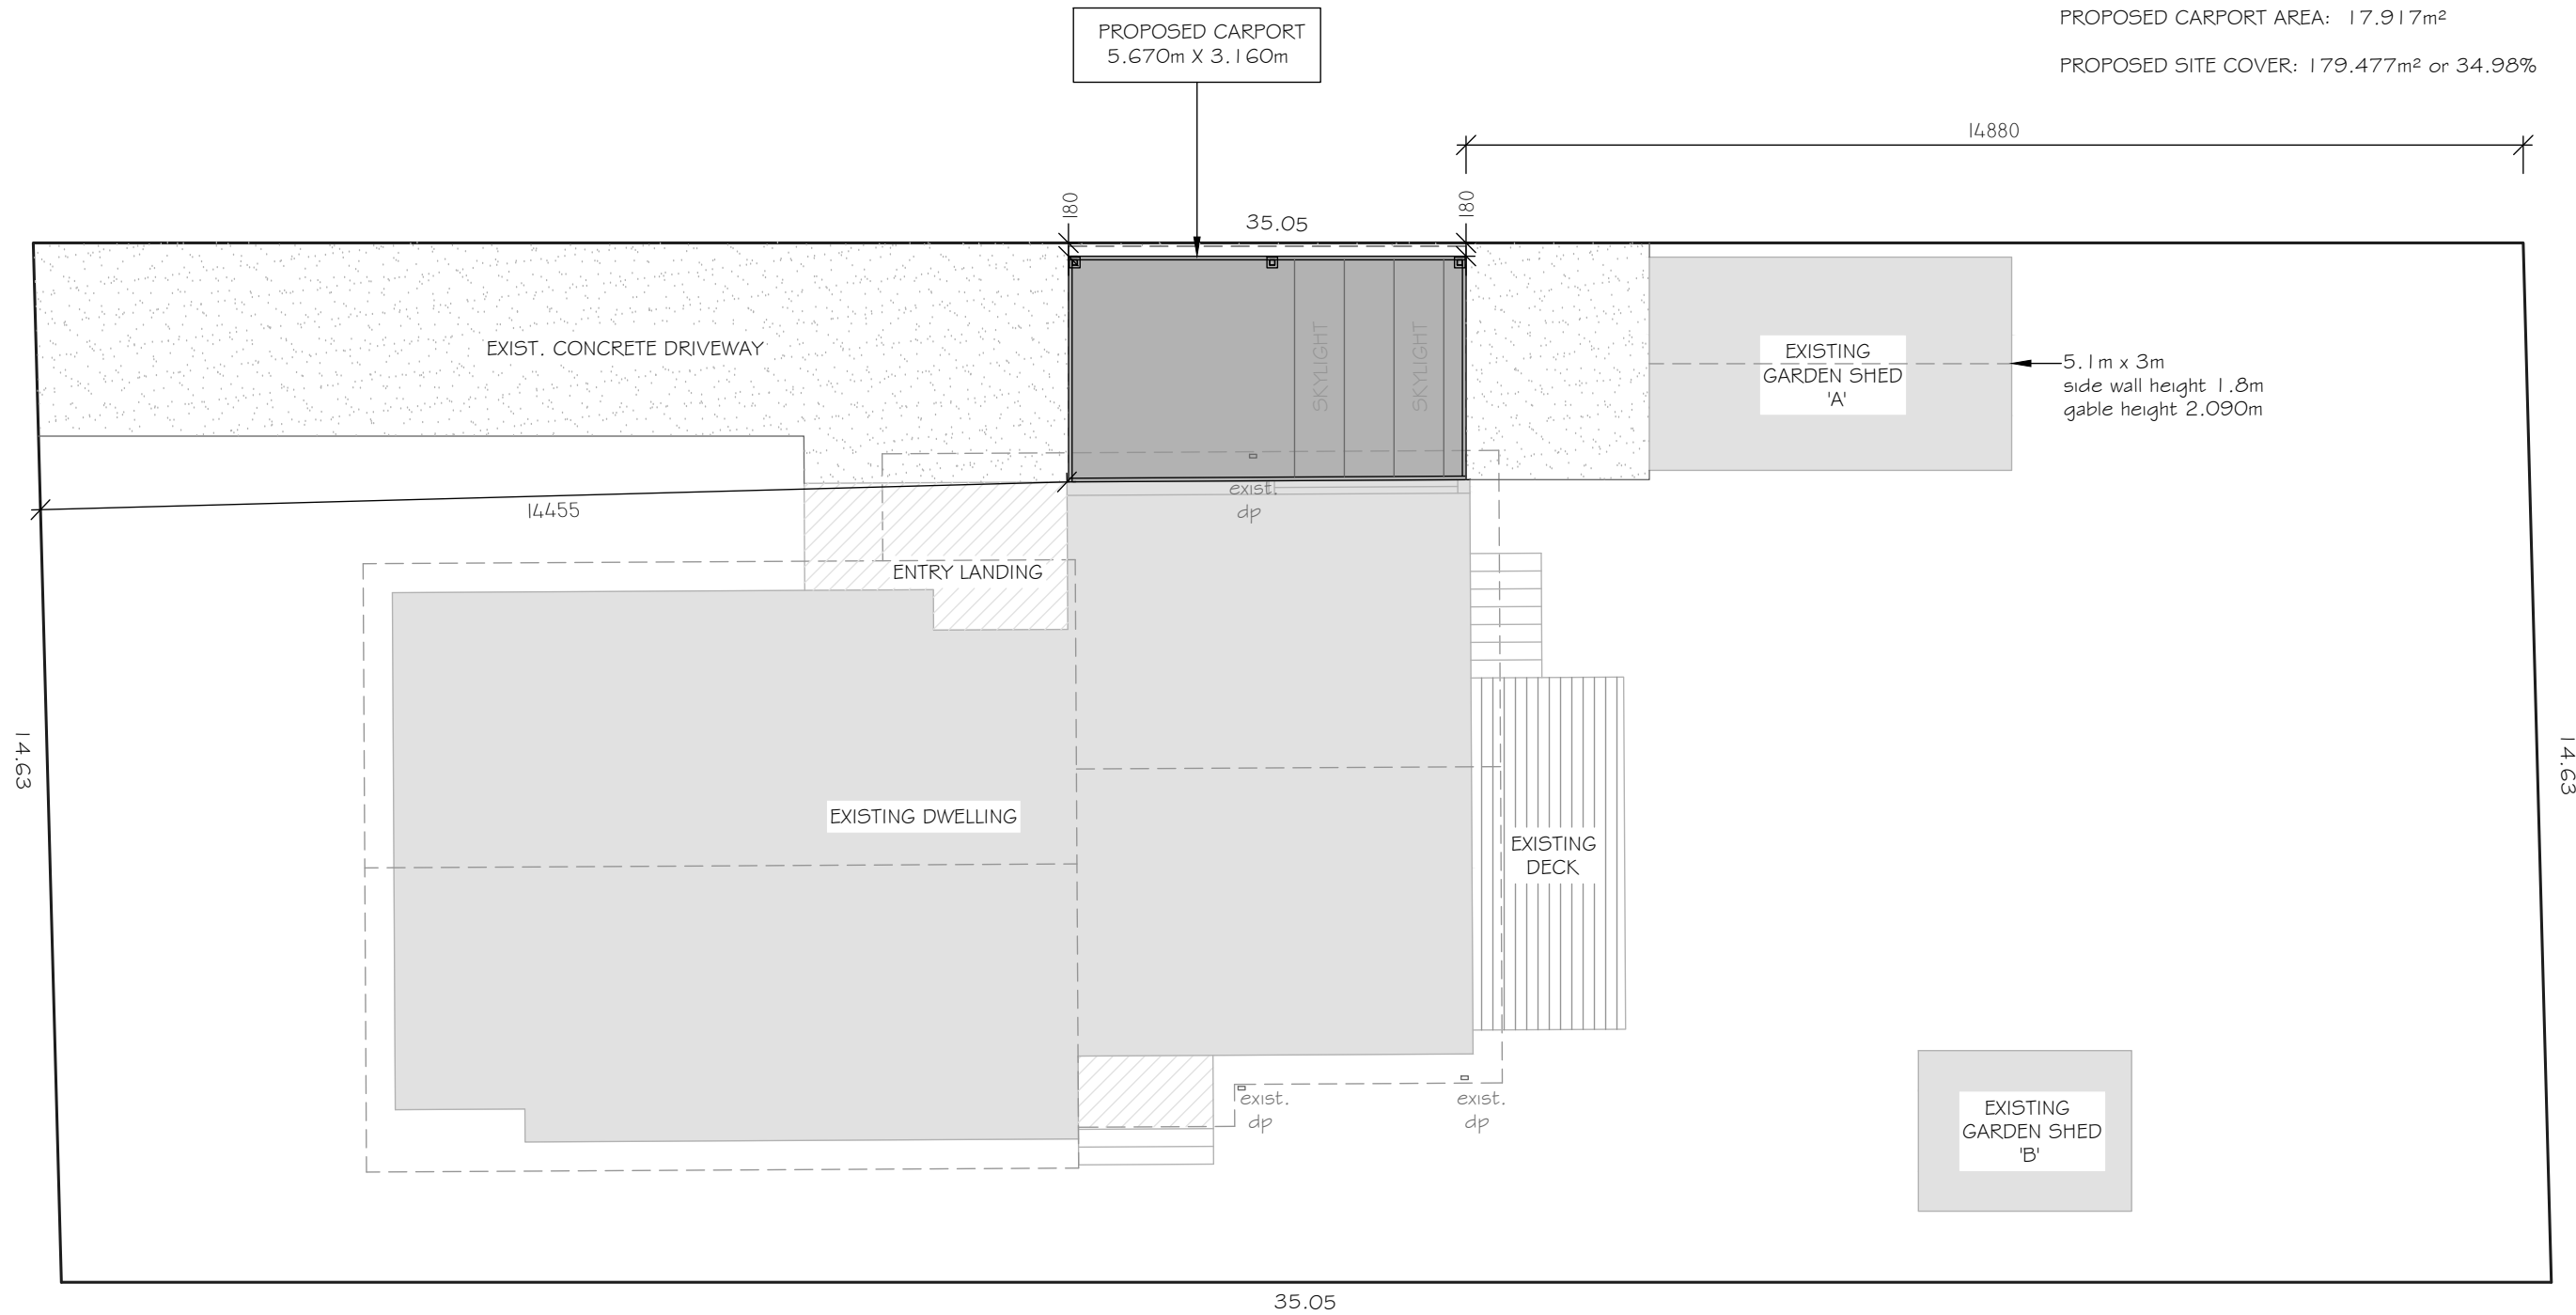 PROPOSED CARPORT AREA: 17.917m²
PROPOSED SITE COVER: 179.477m² or 34.98%
PROPOSED CARPORT
5.670m X 3.160m
14880
180
35.05
180
EXIST. CONCRETE DRIVEWAY
SKYLIGHT
SKYLIGHT
EXISTING
GARDEN SHED
'A'
5.1m x 3m
side wall height 1.8m
gable height 2.090m
14455
exist.
dp
ENTRY LANDING
14.63
EXISTING DWELLING
EXISTING
DECK
14.63
exist.
dp
exist.
dp
EXISTING
GARDEN SHED
'B'
35.05